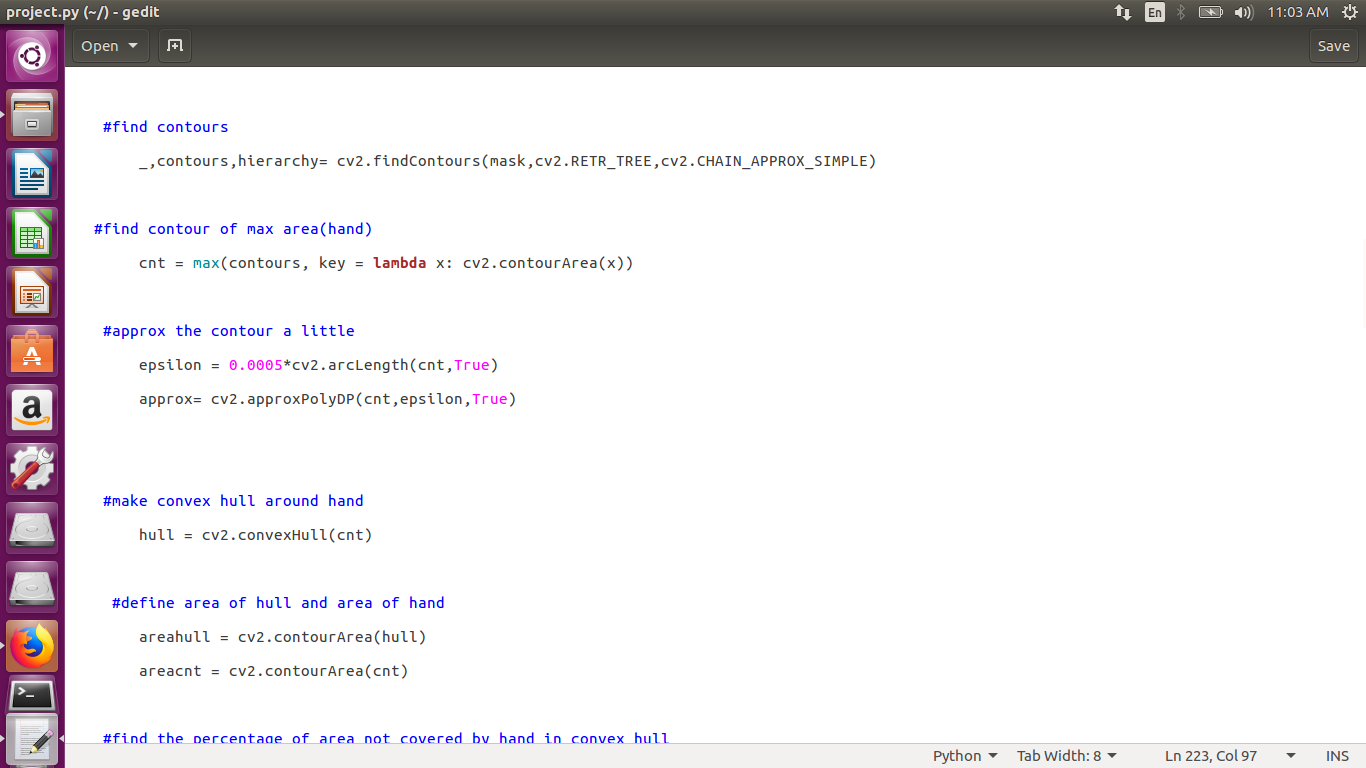 project.py (~/) - gedit
En
11:03 AM
Open
Save
#find contours
_,contours,hierarchy= cv2.findContours(mask,cv2.RETR_TREE,cv2.CHAIN_APPROX_SIMPLE)
#find contour of max area(hand)
cnt = max(contours, key = lambda x: cv2.contourArea(x))
#approx the contour a little
epsilon = 0.0005*cv2.arcLength(cnt,True)
approx= cv2.approxPolyDP(cnt,epsilon,True)
#make convex hull around hand
hull = cv2.convexHull(cnt)
#define area of hull and area of hand
areahull = cv2.contourArea(hull)
areacnt = cv2.contourArea(cnt)
#find the percentage of area not covered by hand in convex hull
Python
Tab Width: 8
Ln 223, Col 97
INS